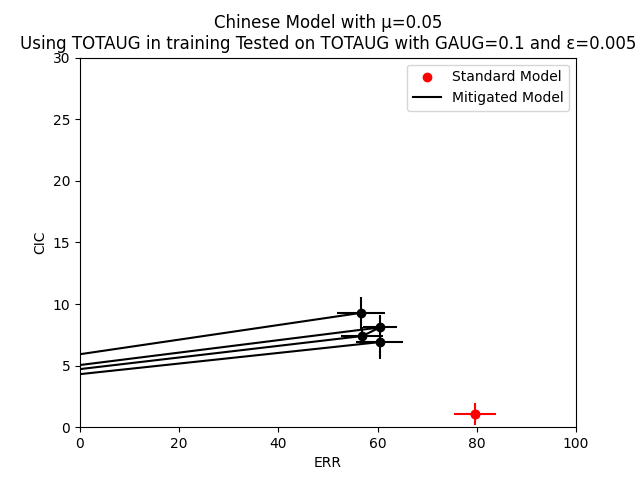 Chinese Model with μ=0.05
Using TOTAUG in training Tested on TOTAUG with GAUG=0.1 and ε=0.005
Standard Model
Mitigated Model
30
25
20
15
10
5
0
CIC
0 20 40 60 80 100
ERR